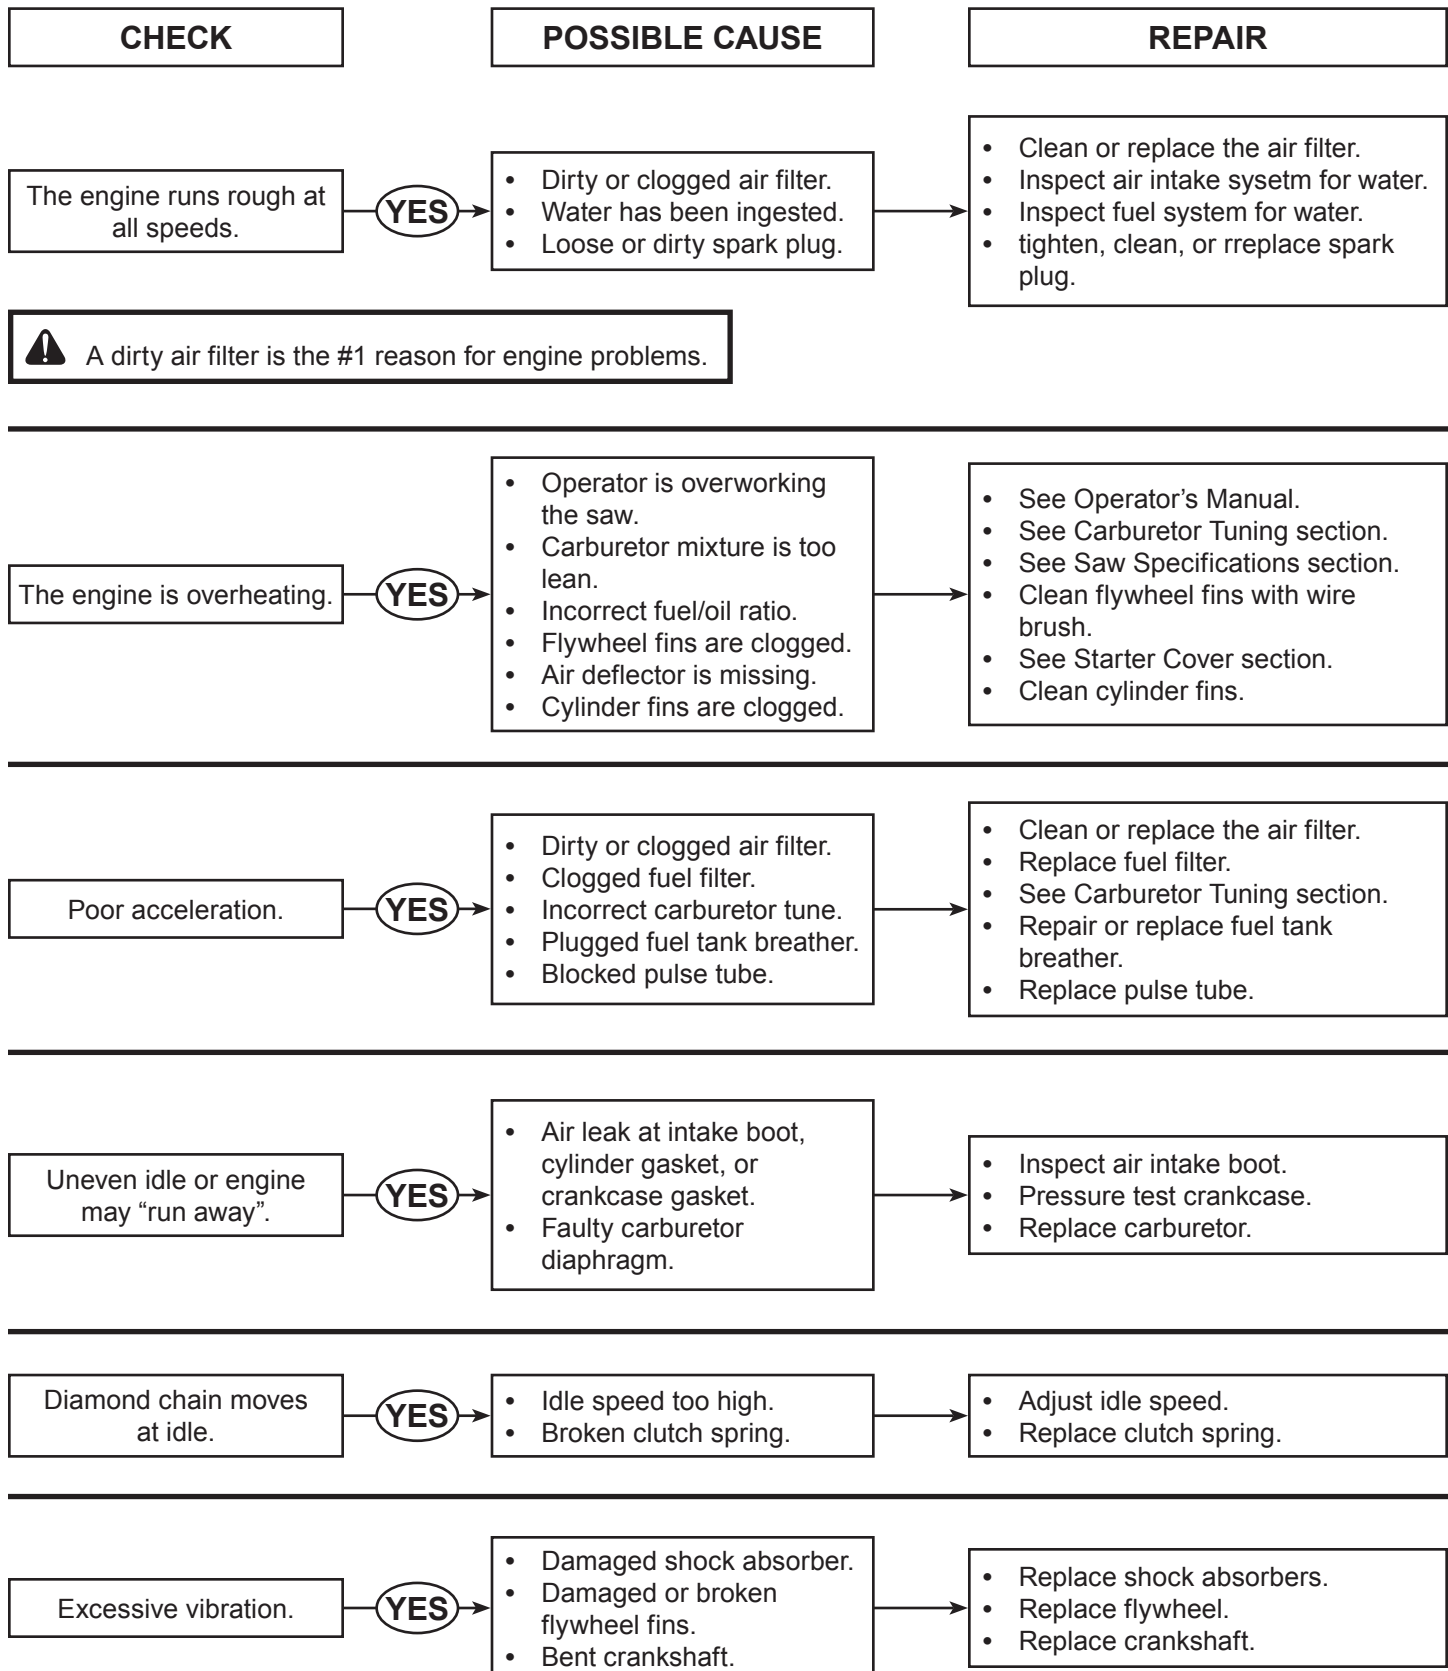 CHECK
POSSIBLE CAUSE
REPAIR
The engine runs rough at
all speeds.
YES
• Dirty or clogged air filter.
• Water has been ingested.
• Loose or dirty spark plug.
• Clean or replace the air filter.
• Inspect air intake sysetm for water.
• Inspect fuel system for water.
• tighten, clean, or rreplace spark
plug.
A dirty air filter is the #1 reason for engine problems.
The engine is overheating.
YES
• Operator is overworking
the saw.
• Carburetor mixture is too
lean.
• Incorrect fuel/oil ratio.
• Flywheel fins are clogged.
• Air deflector is missing.
• Cylinder fins are clogged.
• See Operator’s Manual.
• See Carburetor Tuning section.
• See Saw Specifications section.
• Clean flywheel fins with wire
brush.
• See Starter Cover section.
• Clean cylinder fins.
Poor acceleration.
YES
• Dirty or clogged air filter.
• Clogged fuel filter.
• Incorrect carburetor tune.
• Plugged fuel tank breather.
• Blocked pulse tube.
• Clean or replace the air filter.
• Replace fuel filter.
• See Carburetor Tuning section.
• Repair or replace fuel tank
breather.
• Replace pulse tube.
Uneven idle or engine
may “run away”.
YES
• Air leak at intake boot,
cylinder gasket, or
crankcase gasket.
• Faulty carburetor
diaphragm.
• Inspect air intake boot.
• Pressure test crankcase.
• Replace carburetor.
Diamond chain moves
at idle.
YES
• Idle speed too high.
• Broken clutch spring.
• Adjust idle speed.
• Replace clutch spring.
Excessive vibration.
YES
• Damaged shock absorber.
• Damaged or broken
flywheel fins.
• Bent crankshaft.
• Replace shock absorbers.
• Replace flywheel.
• Replace crankshaft.